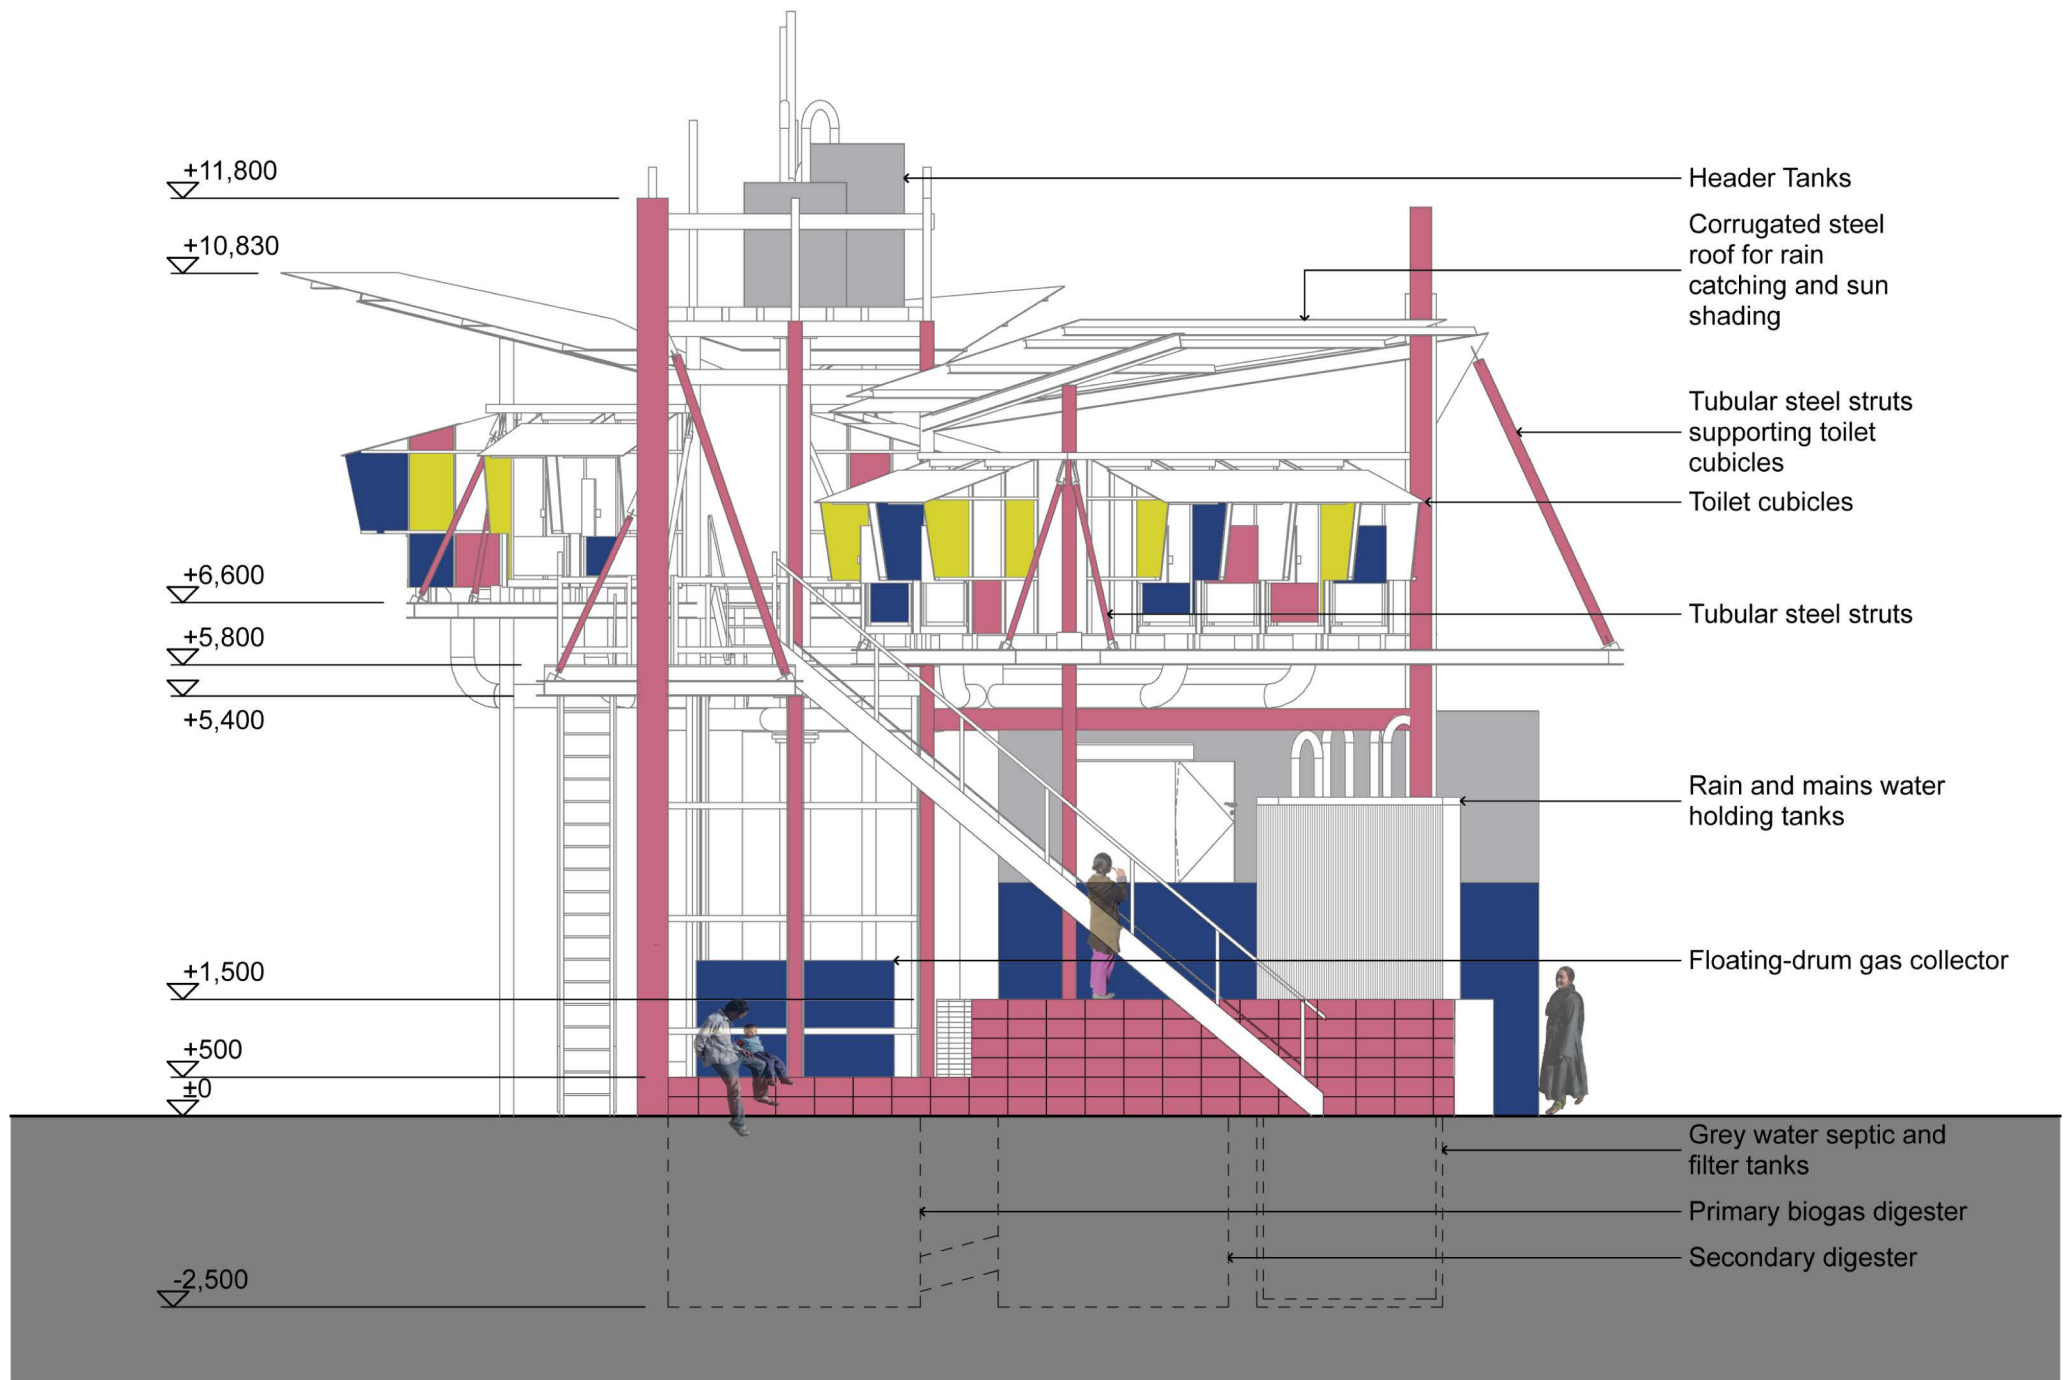 +11,800
+10,830
+6,600
+5,800
+5,400
+1,500
+500
±0
-2,500
Header Tanks
Corrugated steel
roof for rain
catching and sun
shading
Tubular steel struts
supporting toilet
cubicles
Toilet cubicles
Tubular steel struts
Rain and mains water
holding tanks
Floating-drum gas collector
Grey water septic and
filter tanks
Primary biogas digester
Secondary digester